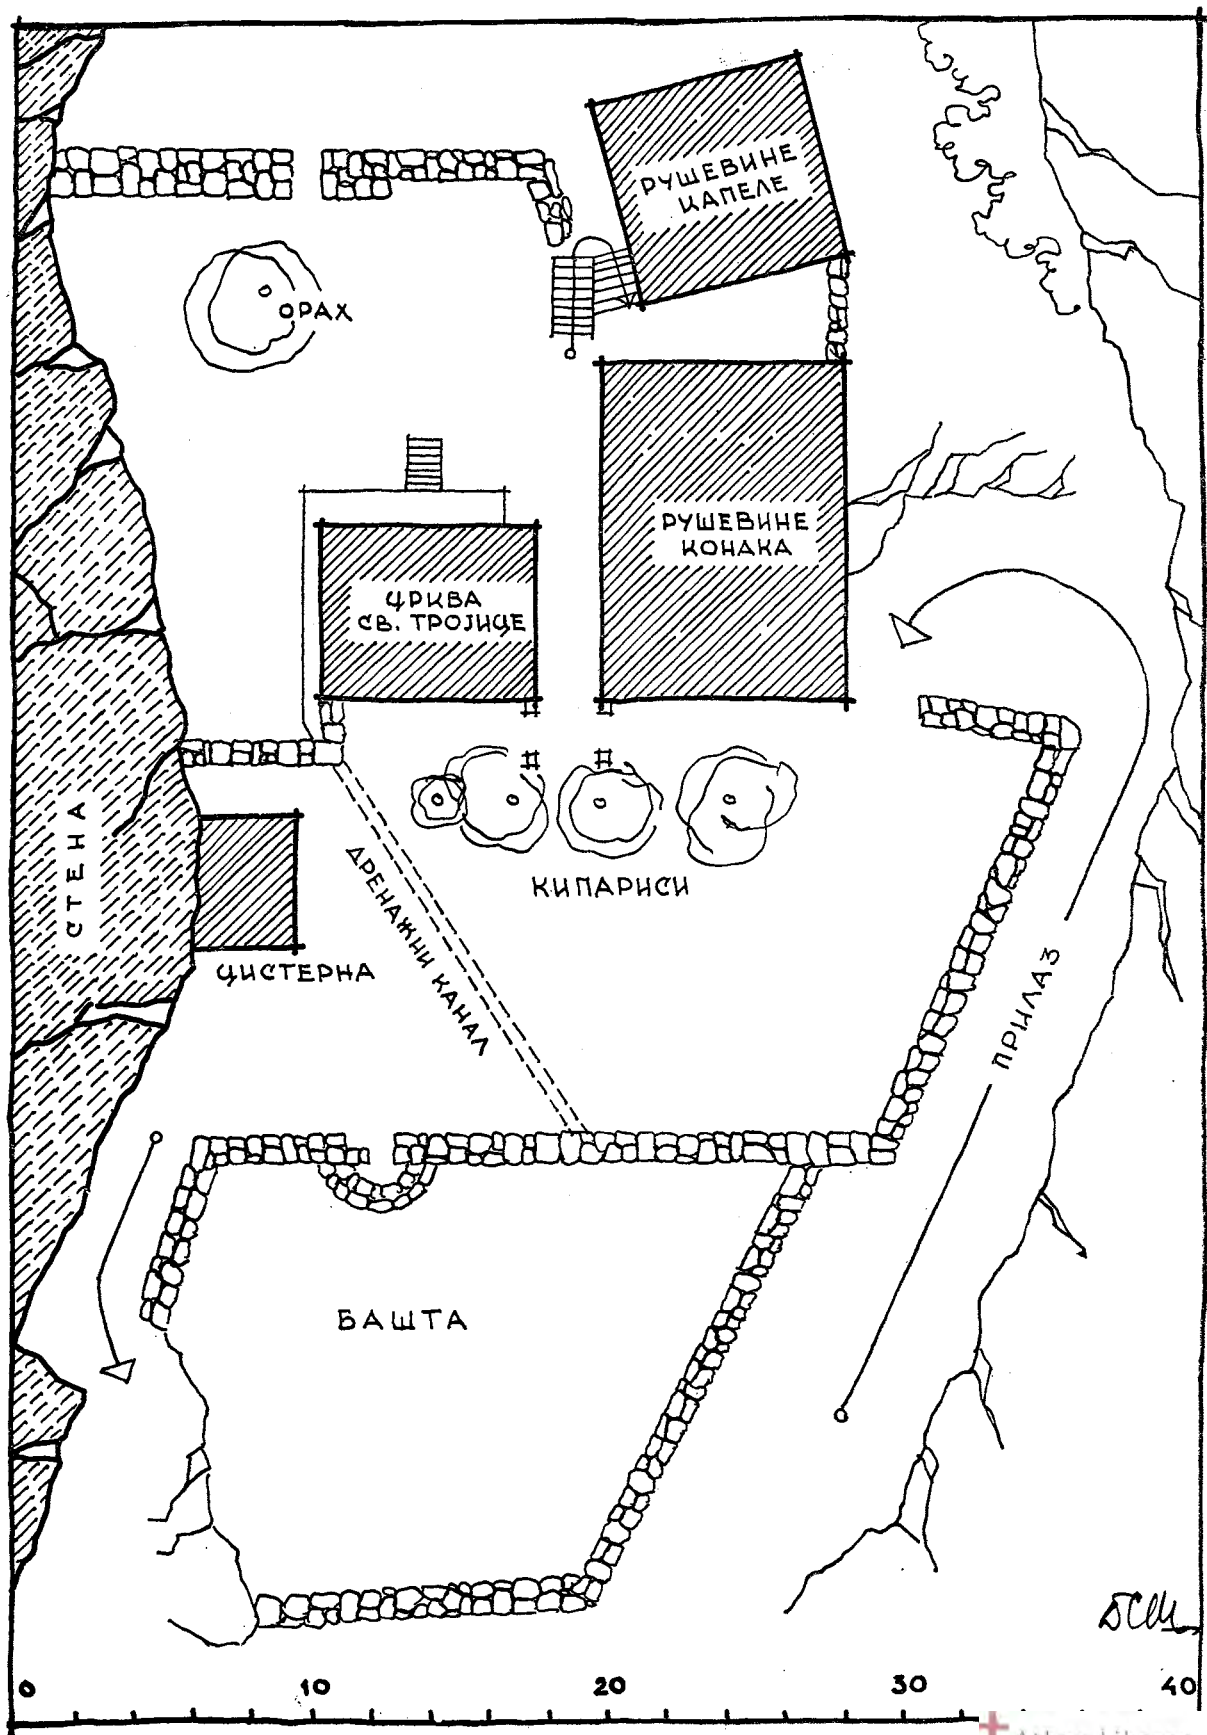 РУШЕВИНЕ
КАПЕЛЕ
ОРАХ
РУШЕВИНЕ
КОНАКА
ЦРКВА
СВ. ТРОЈИЦЕ
СТЕНА
КИПАРИСИ
ДРЕНАЖНИ КАНАЛ
ЦИСТЕРНА
ПРИЛАЗ
БАШТА
0 10 20 30 40